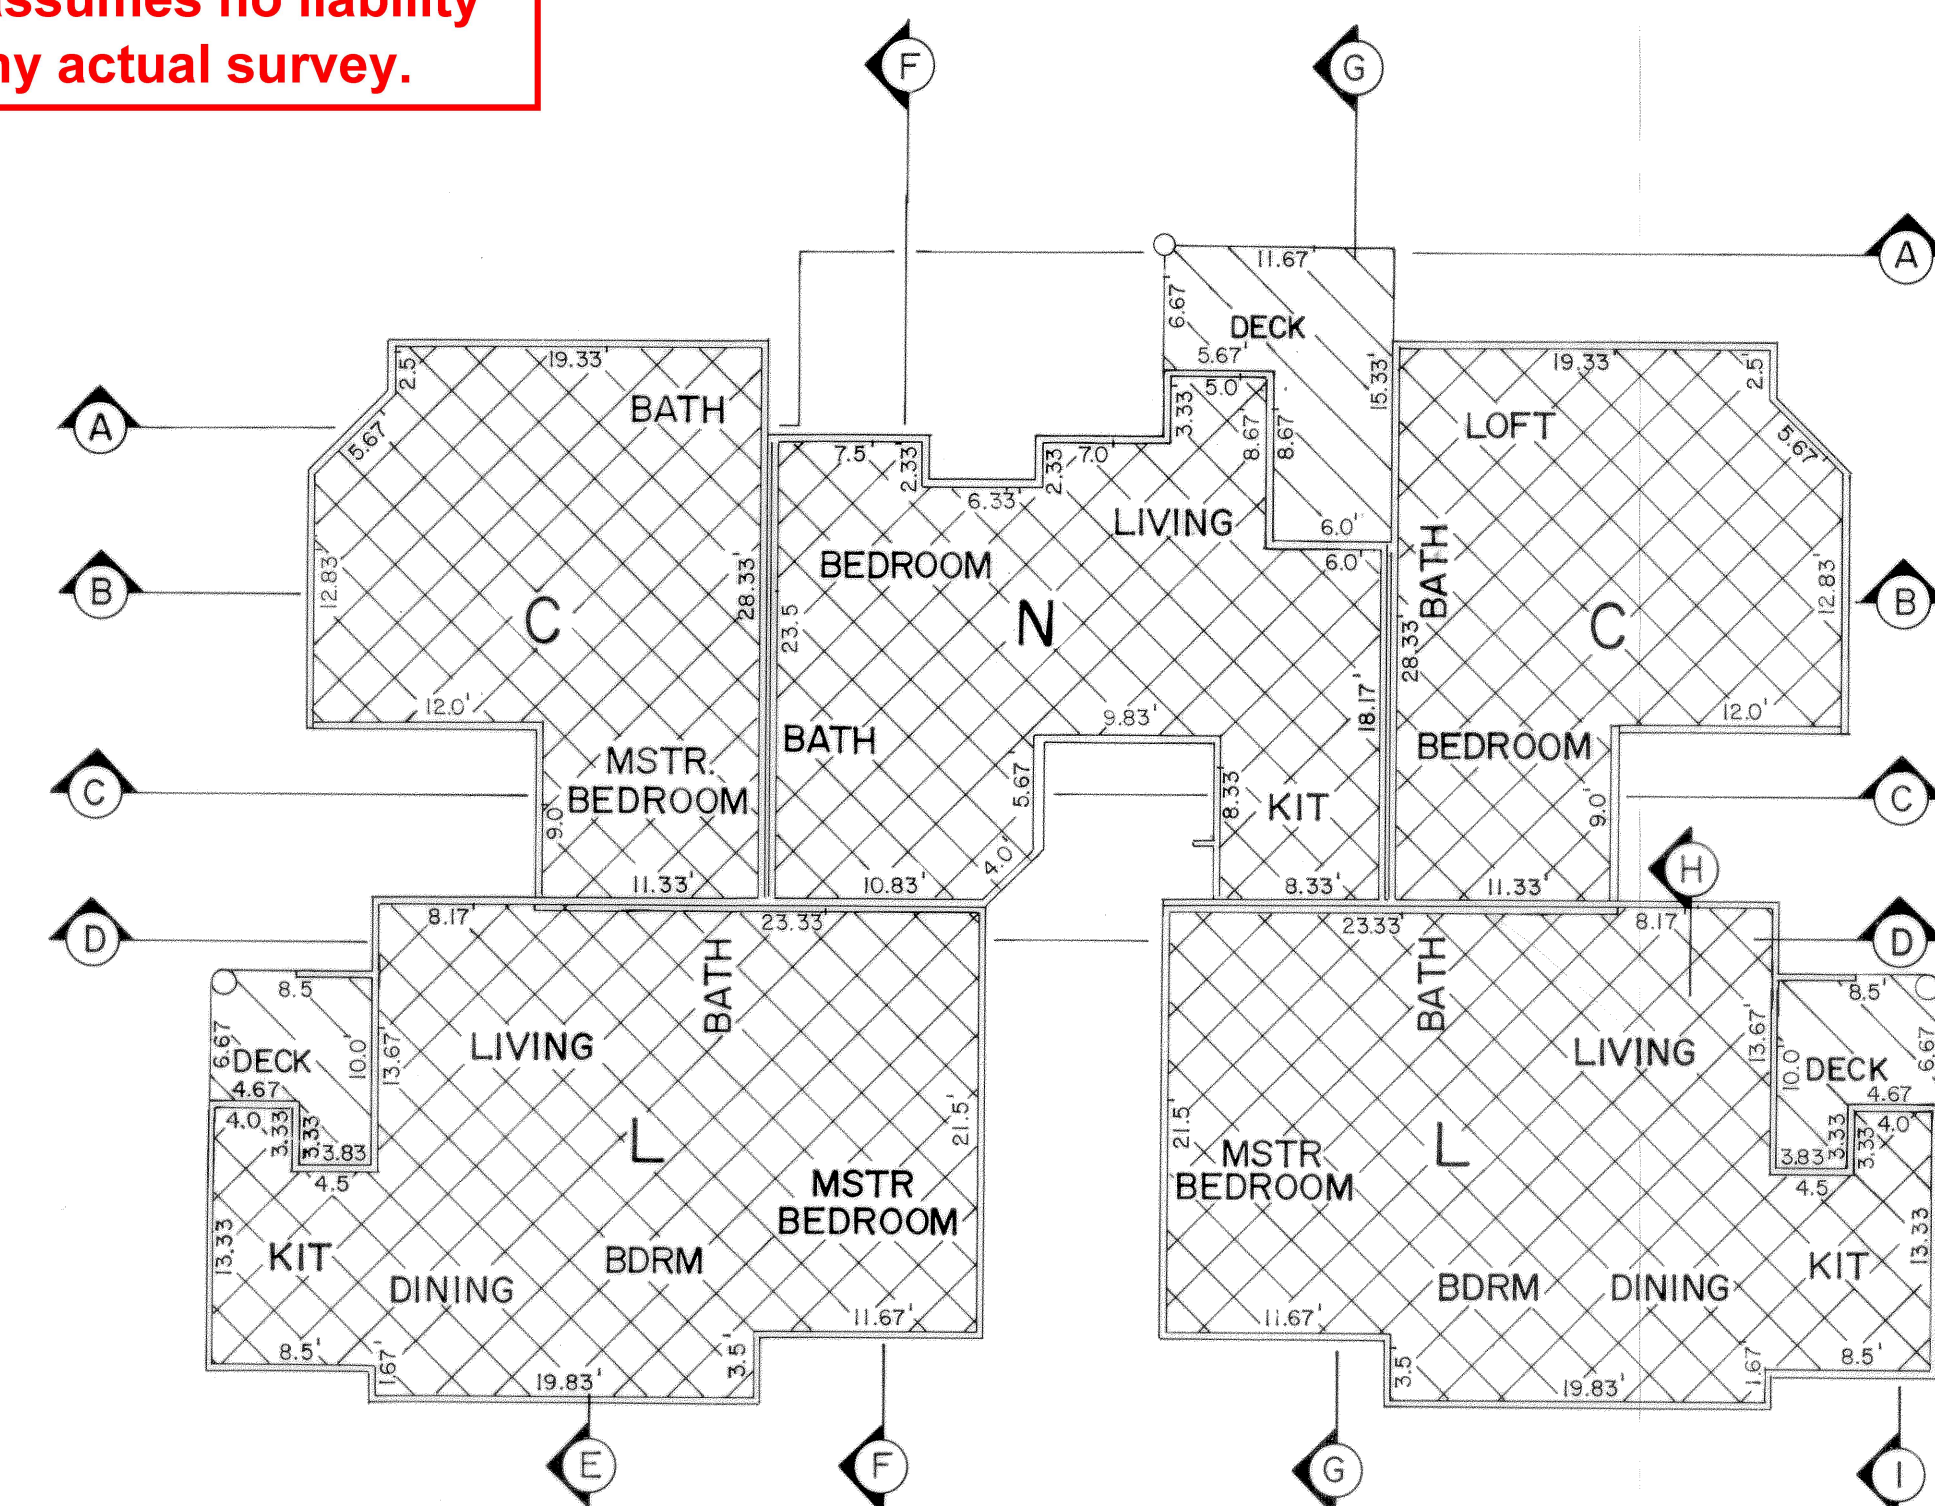 assumes no liability
ny actual survey.
F
G
A
11.67'
6.67'
DECK
5.67'
15.33'
19.33'
2.5'
BATH
5.67'
A
5.0'
3.33'
8.67'
8.67'
19.33'
2.5'
LOFT
5.67'
7.5'
2.33'
6.33'
2.33'
7.0'
LIVING
6.0'
6.0'
BEDROOM
BATH
B
12.83'
C
28.33'
23.5
N
28.33'
C
12.83'
B
12.0'
BATH
9.83'
18.17'
12.0'
MSTR.
BEDROOM
BEDROOM
C
9.0'
5.67'
8.33'
KIT
9.0'
C
11.33'
10.83'
4.0'
8.33'
11.33'
H
D
8.17'
23.33'
BATH
23.33'
BATH
8.17'
D
8.5
6.67
DECK
10.0'
13.67'
LIVING
LIVING
13.67'
10.0'
DECK
8.5'
6.67
4.67
4.0
3.33
3.33
3.83
4.5
L
21.5'
21.5'
L
4.67
4.0'
3.33
3.33
3.83
4.5
MSTR
BEDROOM
MSTR
BEDROOM
13.33
KIT
DINING
BDRM
BDRM
DINING
KIT
13.33
8.5'
1.67'
19.83'
3.5'
11.67'
11.67'
3.5'
19.83'
1.67'
8.5'
E
F
G
I